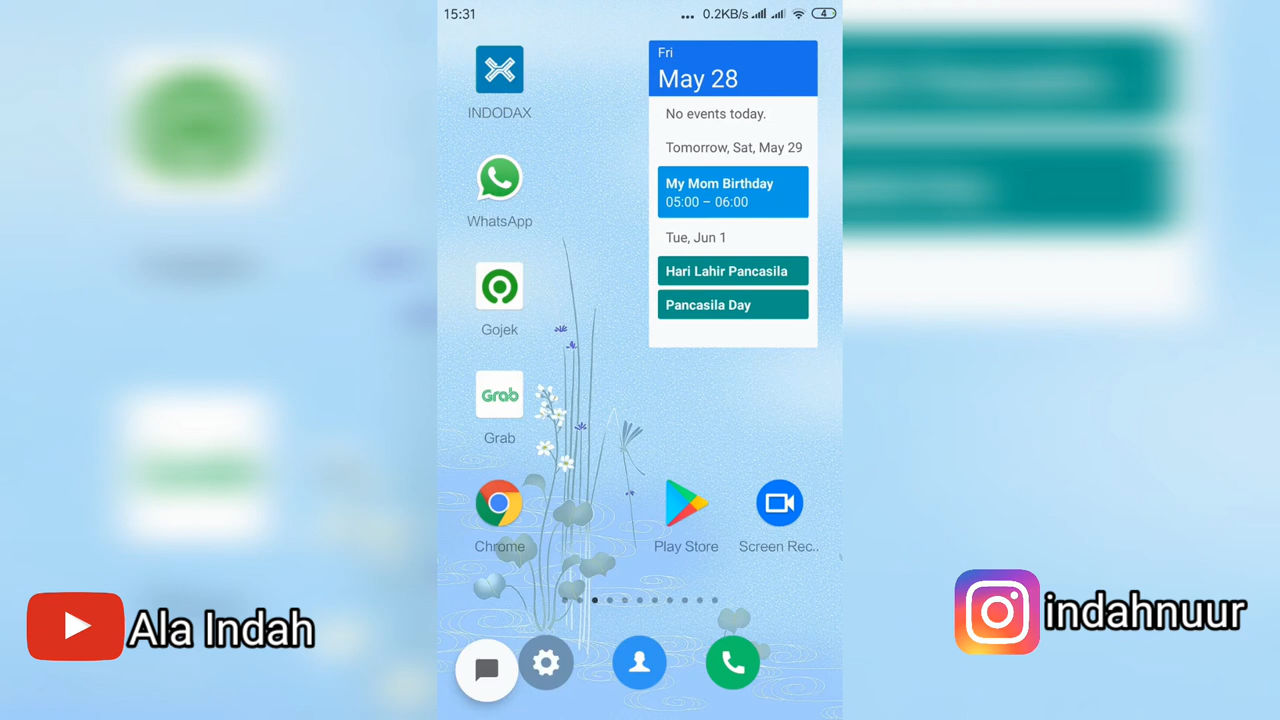 15:31
... 0.2KB/s
4
INDODAX
WhatsApp
Gojek
Grab
Grab
Chrome
Fri
May 28
No events today.
Tomorrow, Sat, May 29
My Mom Birthday
05:00 – 06:00
Tue, Jun 1
Hari Lahir Pancasila
Pancasila Day
Play Store
Screen Rec..
Ala Indah
indahnuur